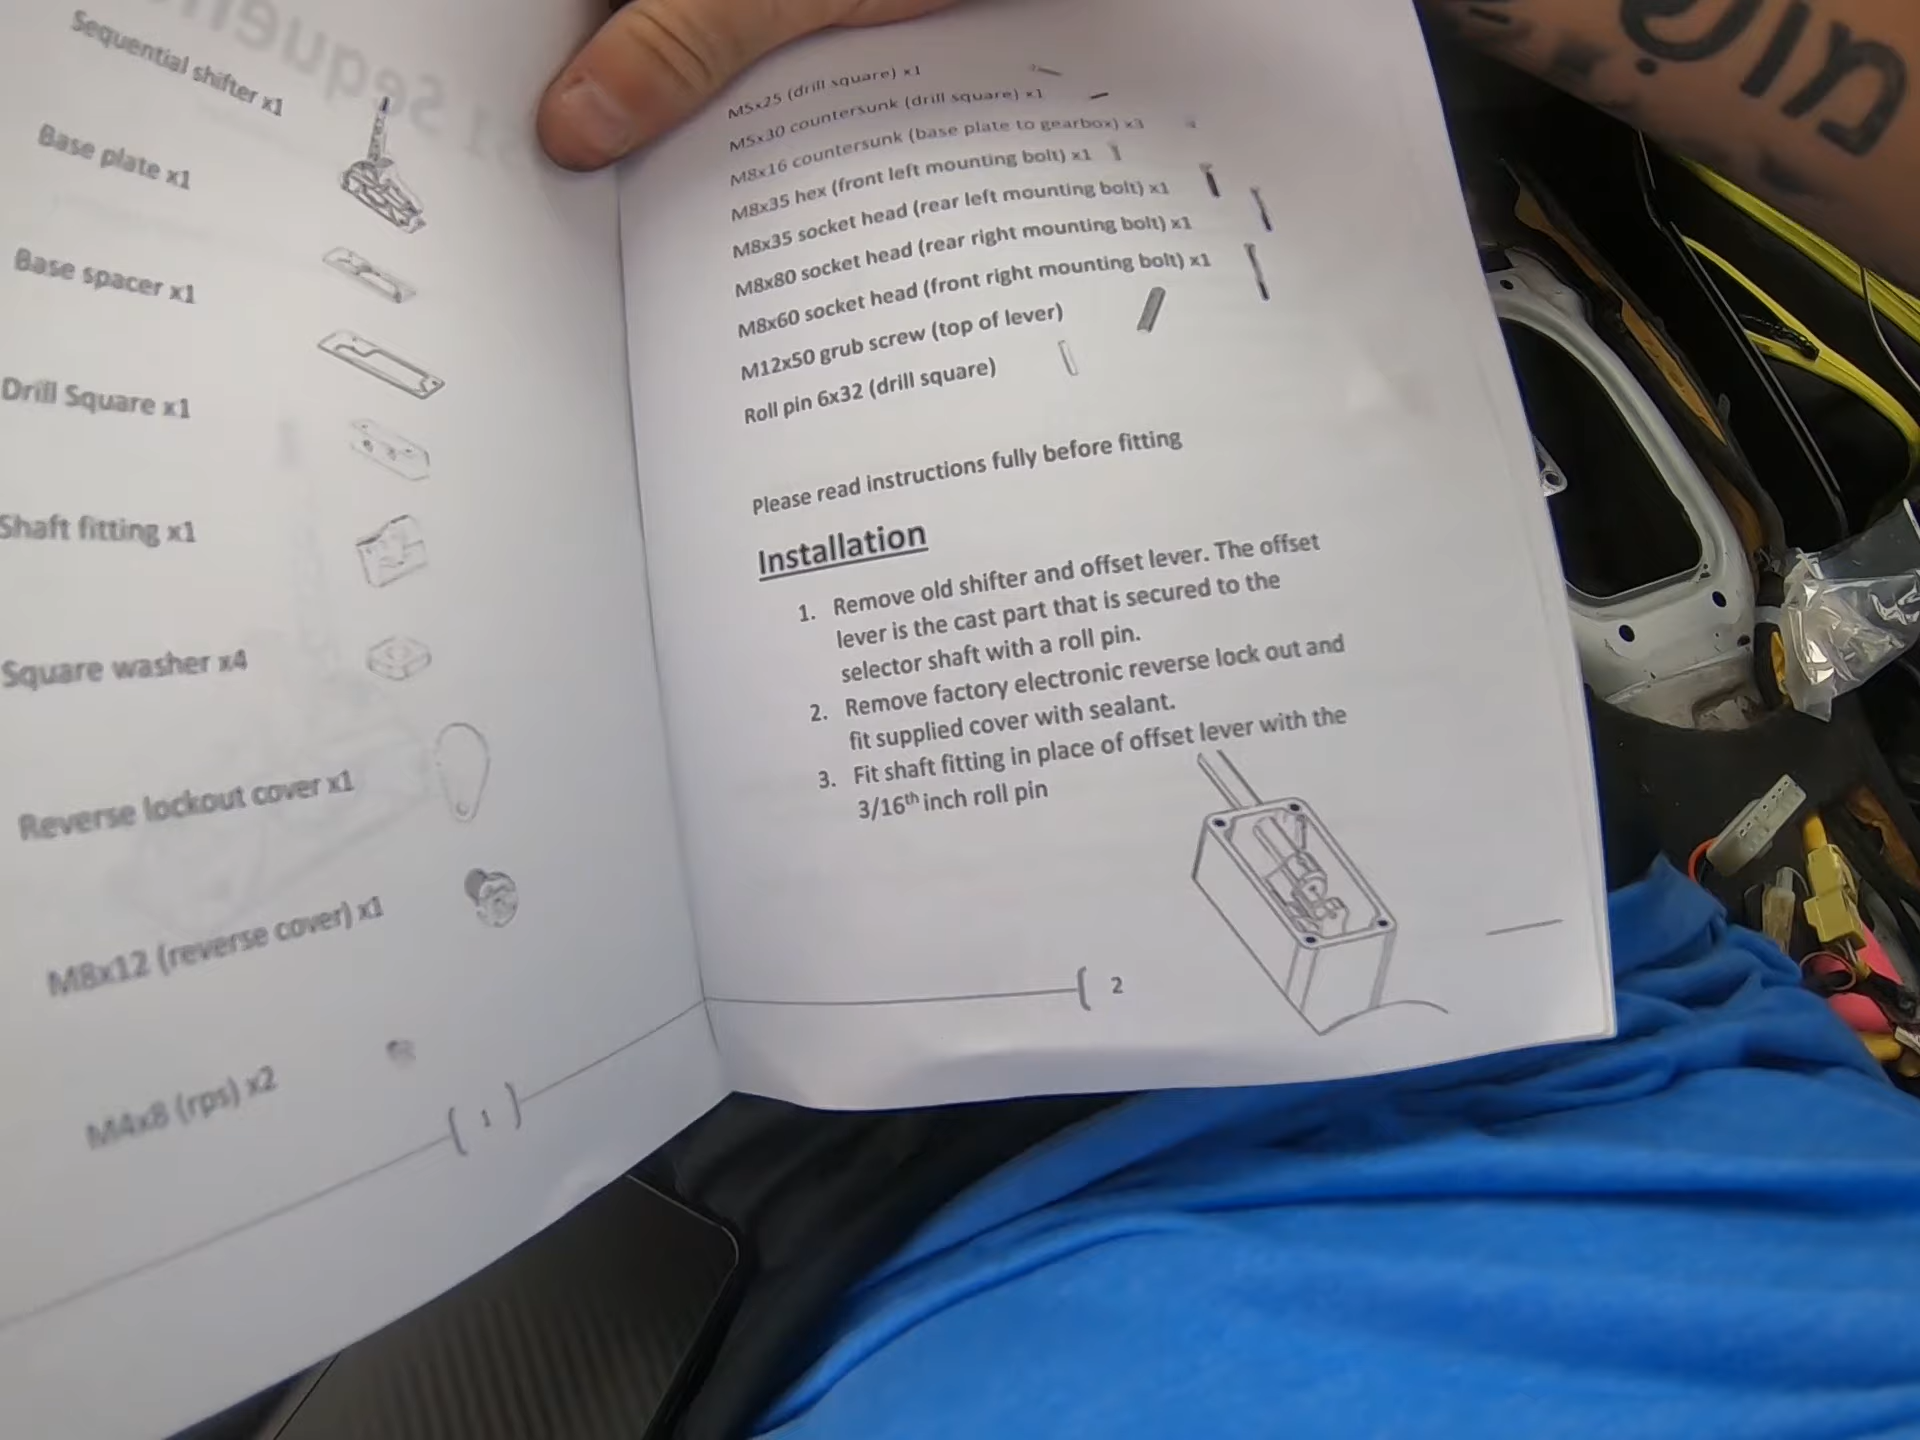 Sequential shifter x1
Base plate x1
Base spacer x1
Drill Square x1
Shaft fitting x1
Square washer x4
Reverse lockout cover x1
M8x12 (reverse cover) x1
M4x8 (rps) x2
1
M5x25 (drill square) x1
M5x30 countersunk (drill square) x1
M8x16 countersunk (base plate to gearbox) x3
M8x35 hex (front left mounting bolt) x1
M8x35 socket head (rear left mounting bolt) x1
M8x80 socket head (rear right mounting bolt) x1
M8x60 socket head (front right mounting bolt) x1
M12x50 grub screw (top of lever)
Roll pin 6x32 (drill square)
Please read instructions fully before fitting
Installation
1. Remove old shifter and offset lever. The offset
lever is the cast part that is secured to the
selector shaft with a roll pin.
2. Remove factory electronic reverse lock out and
fit supplied cover with sealant.
3. Fit shaft fitting in place of offset lever with the
3/16th inch roll pin
2